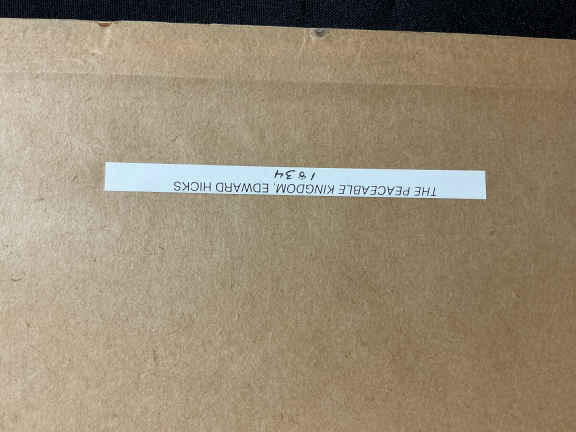 THE PEACEABLE KINGDOM, EDWARD HICKS
1834